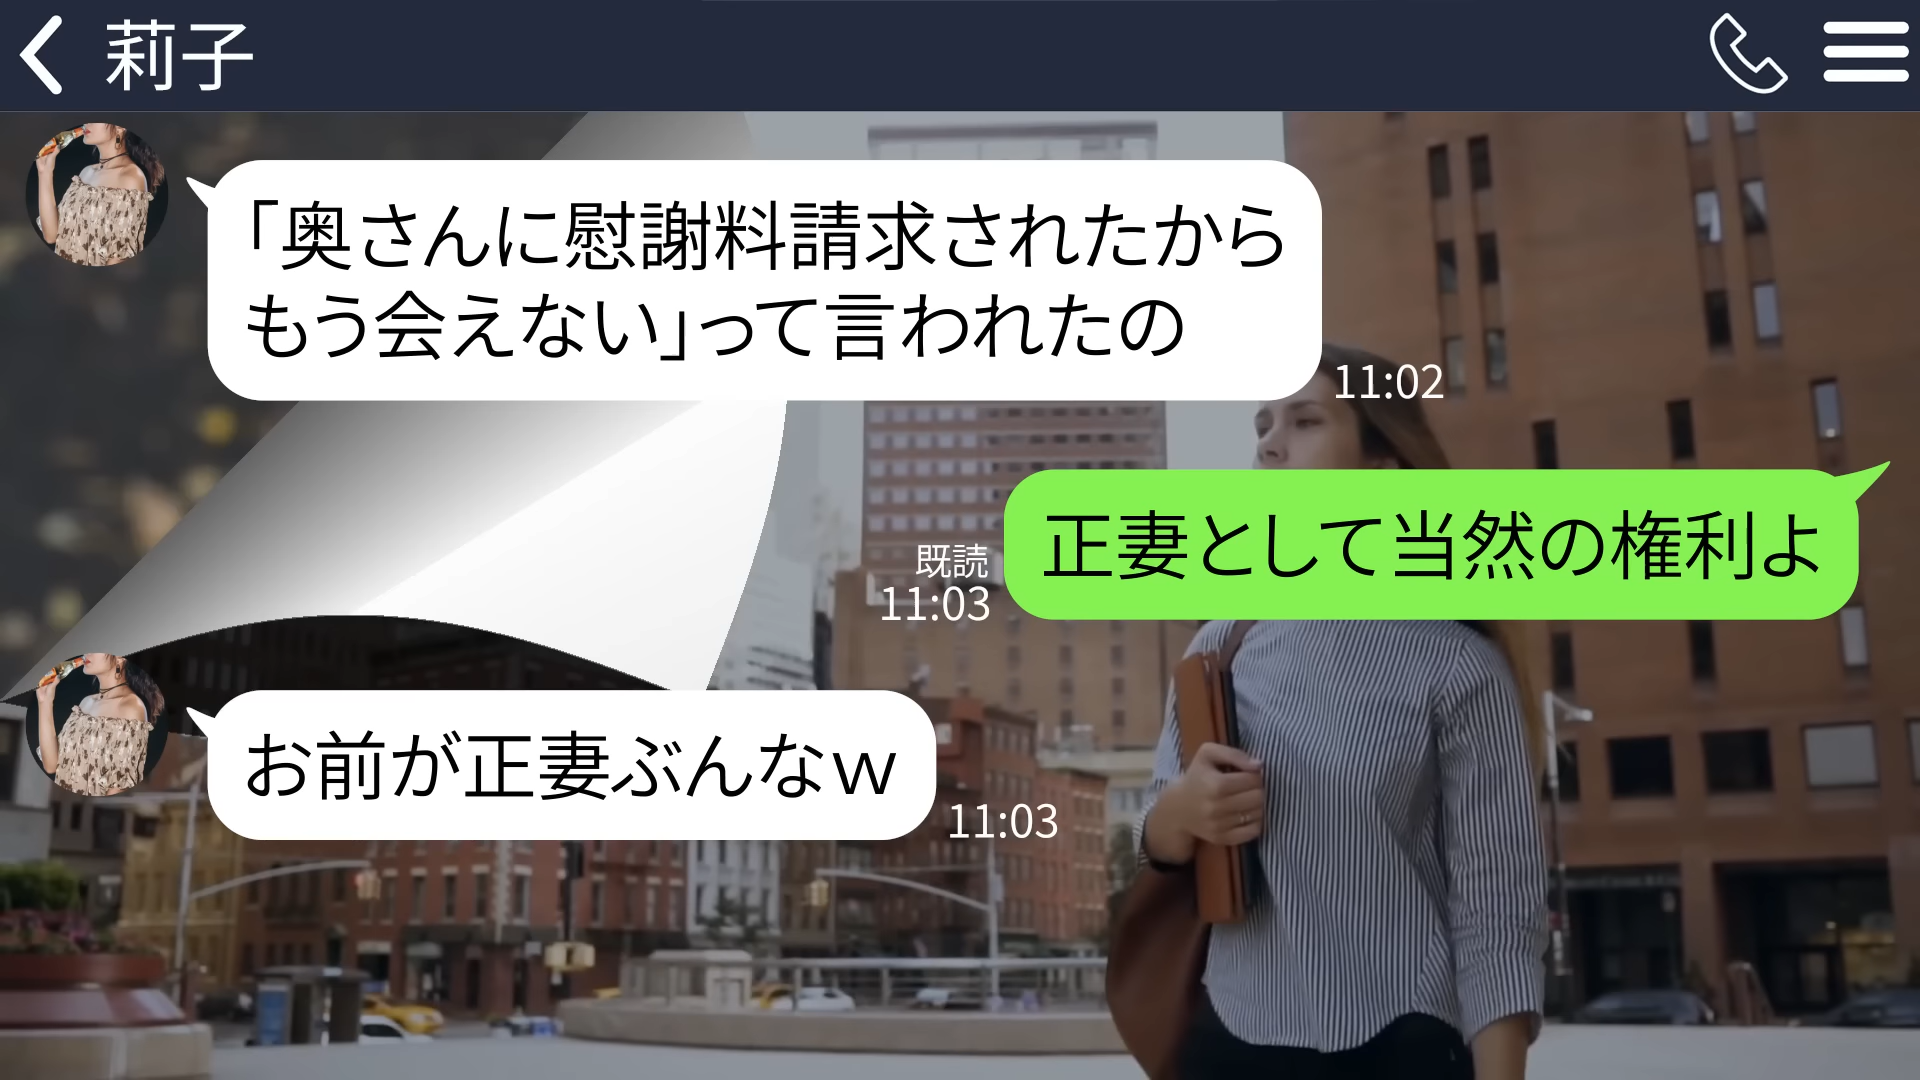 莉子
「奥さんに慰謝料請求されたから
もう会えない」って言われたの
11:02
正妻として当然の権利よ
既読
11:03
お前が正妻ぶんなｗ
11:03